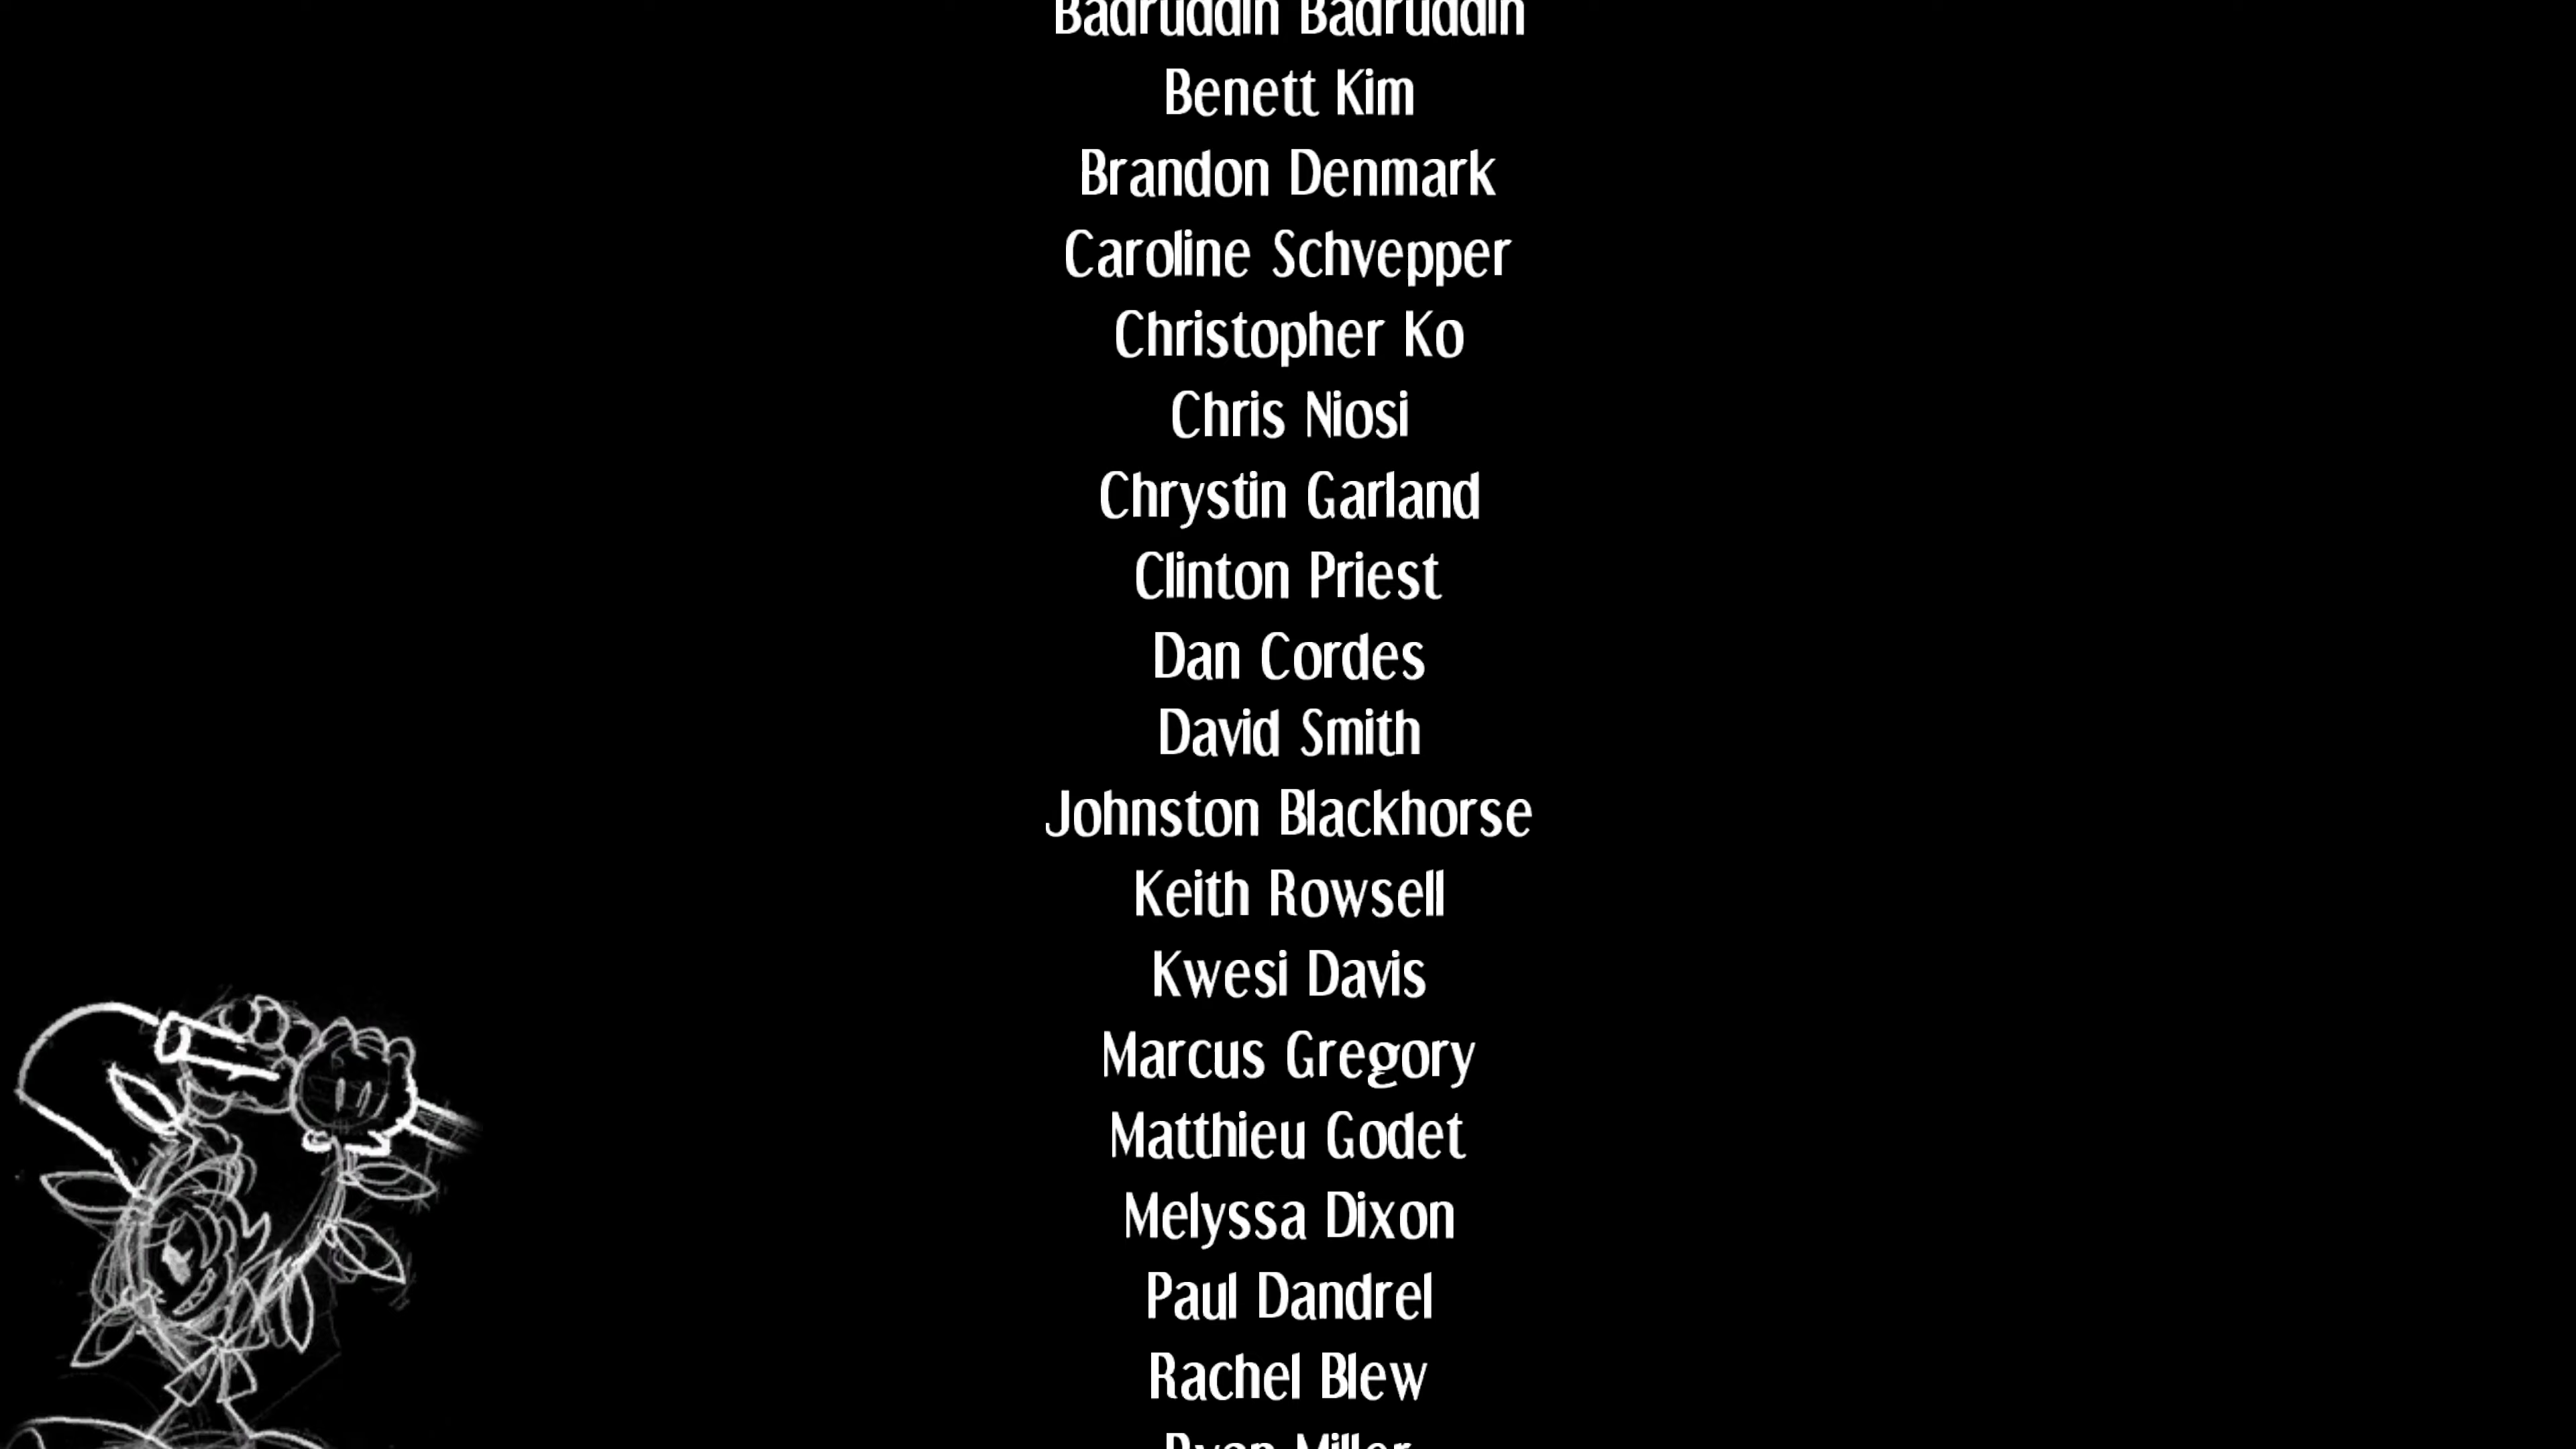 Badruddin Badruddin
Benett Kim
Brandon Denmark
Caroline Schvepper
Christopher Ko
Chris Niosi
Chrystin Garland
Clinton Priest
Dan Cordes
David Smith
Johnston Blackhorse
Keith Rowsell
Kwesi Davis
Marcus Gregory
Matthieu Godet
Melyssa Dixon
Paul Dandrel
Rachel Blew
Ryan Miller